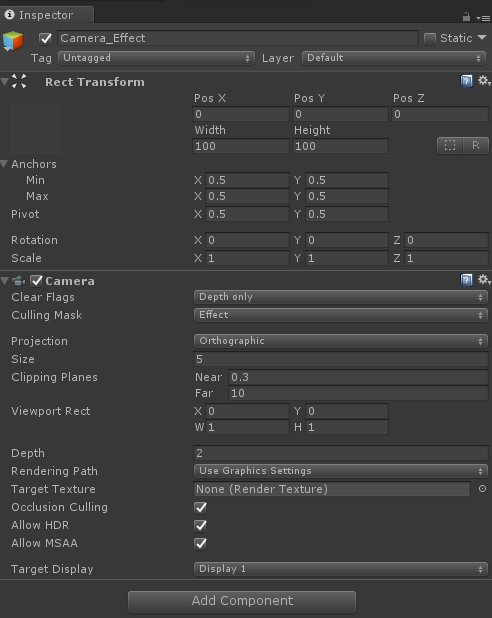 Inspector
Camera_Effect Static
Tag Untagged Layer Default
Rect Transform
Pos X Pos Y Pos Z
0 0 0
Width Height
100 100
R
Anchors
Min X 0.5 Y 0.5
Max X 0.5 Y 0.5
Pivot X 0.5 Y 0.5
Rotation X 0 Y 0 Z 0
Scale X 1 Y 1 Z 1
Camera
Clear Flags Depth only
Culling Mask Effect
Projection Orthographic
Size 5
Clipping Planes Near 0.3
Far 10
Viewport Rect X 0 Y 0
W 1 H 1
Depth 2
Rendering Path Use Graphics Settings
Target Texture None (Render Texture)
Occlusion Culling
Allow HDR
Allow MSAA
Target Display Display 1
Add Component